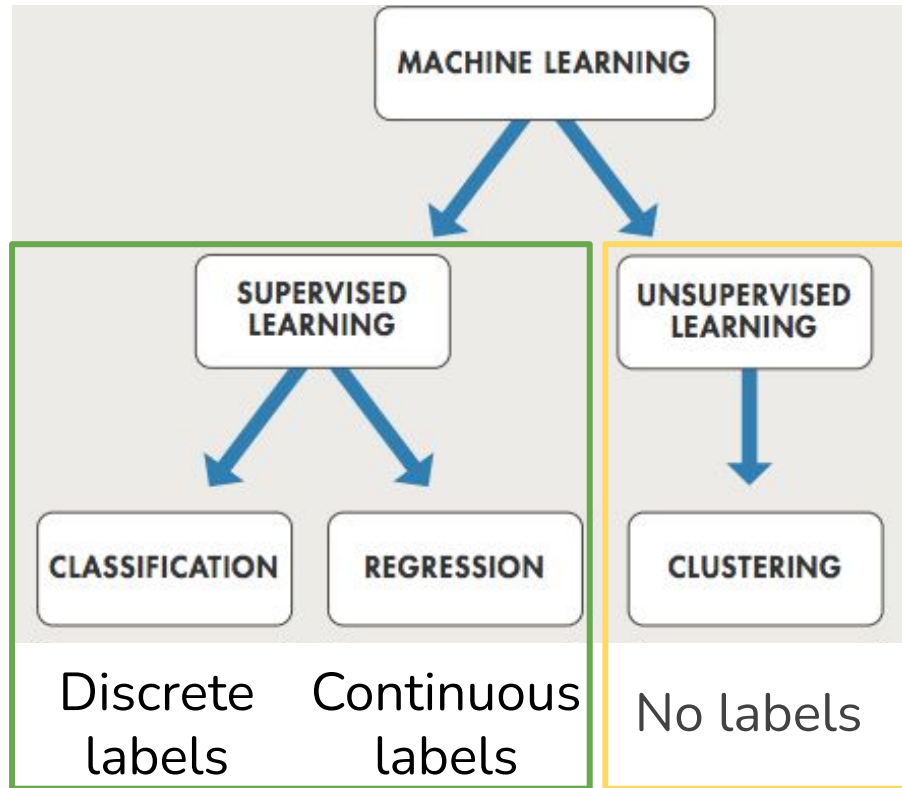 MACHINE LEARNING
SUPERVISED
LEARNING
UNSUPERVISED
LEARNING
CLASSIFICATION
REGRESSION
CLUSTERING
Discrete
labels
Continuous
labels
No labels